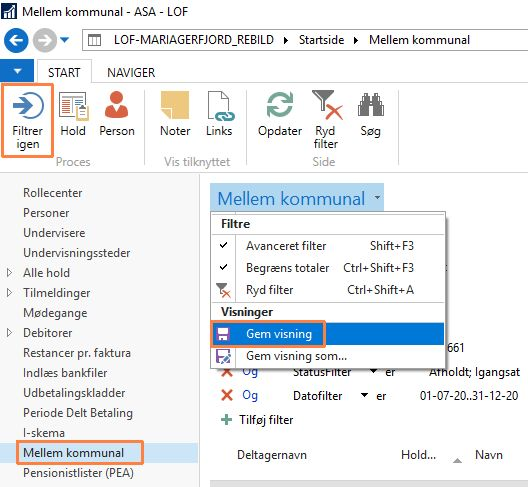 Mellem kommunal - ASA - LOF
LOF-MARIAGERFJORD_REBILD Startside Mellem kommunal
START NAVIGER
Filtrer igen
Hold
Person
Noter
Links
Opdater
Ryd filter
Søg
Proces
Vis tilknyttet
Side
Rollecenter
Personer
Undervisere
Undervisningssteder
Alle hold
Tilmeldinger
Mødegange
Debitorer
Restancer pr. faktura
Indlæs bankfiler
Udbetalingskladder
Periode Delt Betaling
I-skema
Mellem kommunal
Pensionistlister (PEA)
Mellem kommunal
Filtre
Avanceret filter Shift+F3
Begræns totaler Ctrl+Shift+F3
Ryd filter Ctrl+Shift+A
Visninger
Gem visning
Gem visning som...
661
Og StatusFilter er Afholdt; Igangsat
Og Datofilter er 01-07-20..31-12-20
Tilføj filter
Deltagernavn Hold... Navn